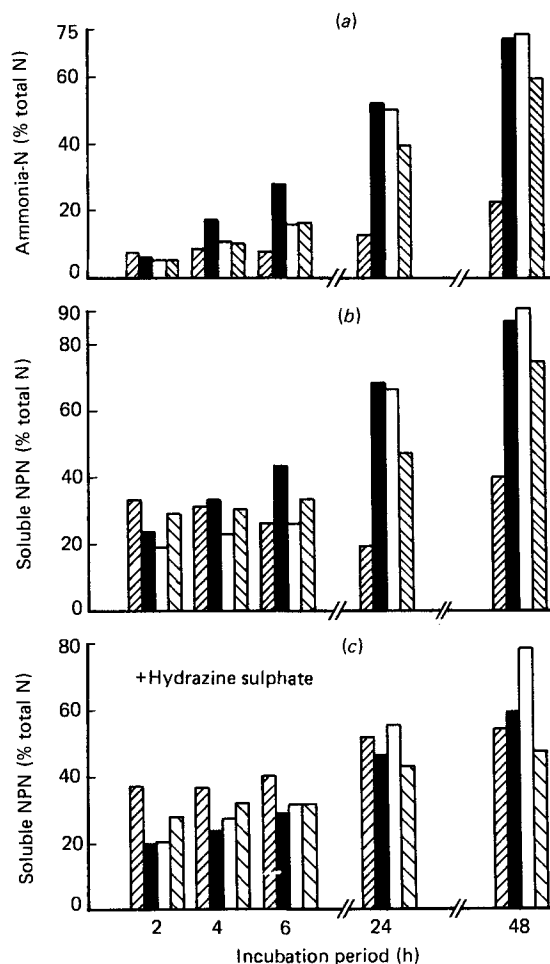 (a)
75
60
40
20
0
Ammonia-N (% total N)
(b)
90
80
60
40
20
0
Soluble NPN (% total N)
(c)
+Hydrazine sulphate
80
60
40
20
0
Soluble NPN (% total N)
2 4 6 24 48
Incubation period (h)